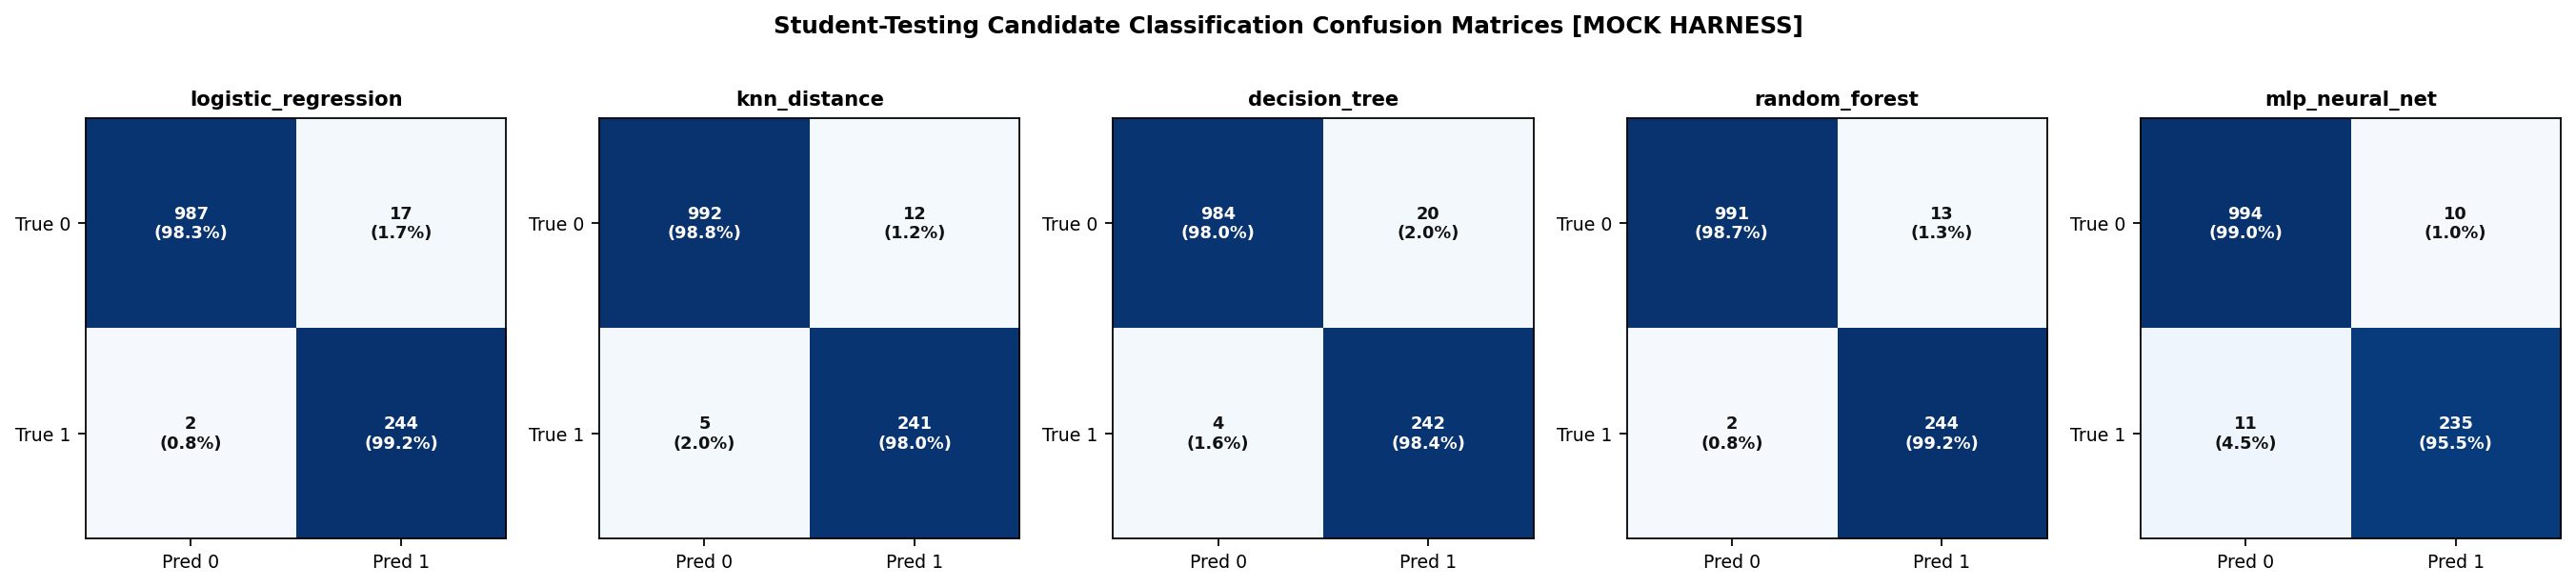 Student-Testing Candidate Classification Confusion Matrices [MOCK HARNESS]
logistic_regression
True 0
987
(98.3%)
17
(1.7%)
True 1
2
(0.8%)
244
(99.2%)
Pred 0
Pred 1
knn_distance
True 0
992
(98.8%)
12
(1.2%)
True 1
5
(2.0%)
241
(98.0%)
Pred 0
Pred 1
decision_tree
True 0
984
(98.0%)
20
(2.0%)
True 1
4
(1.6%)
242
(98.4%)
Pred 0
Pred 1
random_forest
True 0
991
(98.7%)
13
(1.3%)
True 1
2
(0.8%)
244
(99.2%)
Pred 0
Pred 1
mlp_neural_net
True 0
994
(99.0%)
10
(1.0%)
True 1
11
(4.5%)
235
(95.5%)
Pred 0
Pred 1